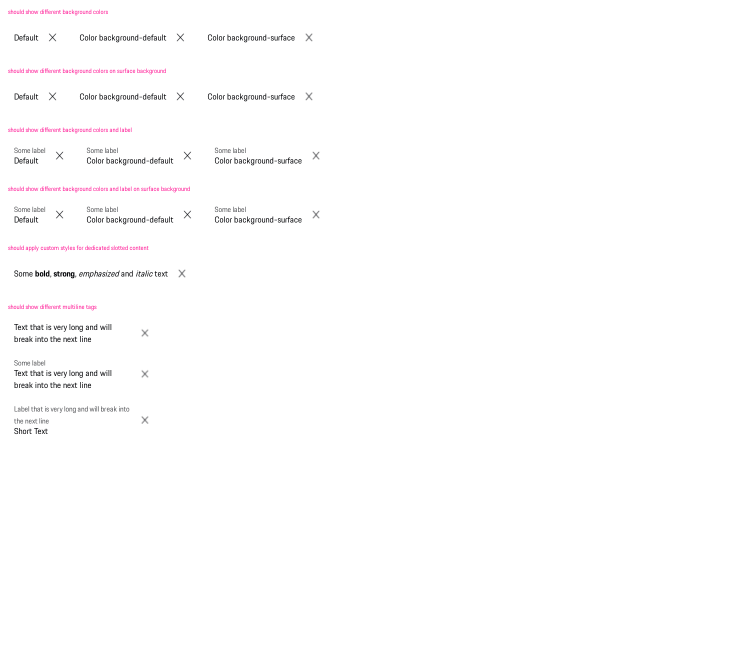 should show different background colors
Default Color background-default Color background-surface
should show different background colors on surface background
Default Color background-default Color background-surface
should show different background colors and label
Some label Some label Some label
Default Color background-default Color background-surface
should show different background colors and label on surface background
Some label Some label Some label
Default Color background-default Color background-surface
should apply custom styles for dedicated slotted content
Some bold, strong, emphasized and italic text
should show different multiline tags
Text that is very long and will
break into the next line
Some label
Text that is very long and will
break into the next line
Label that is very long and will break into
the next line
Short Text